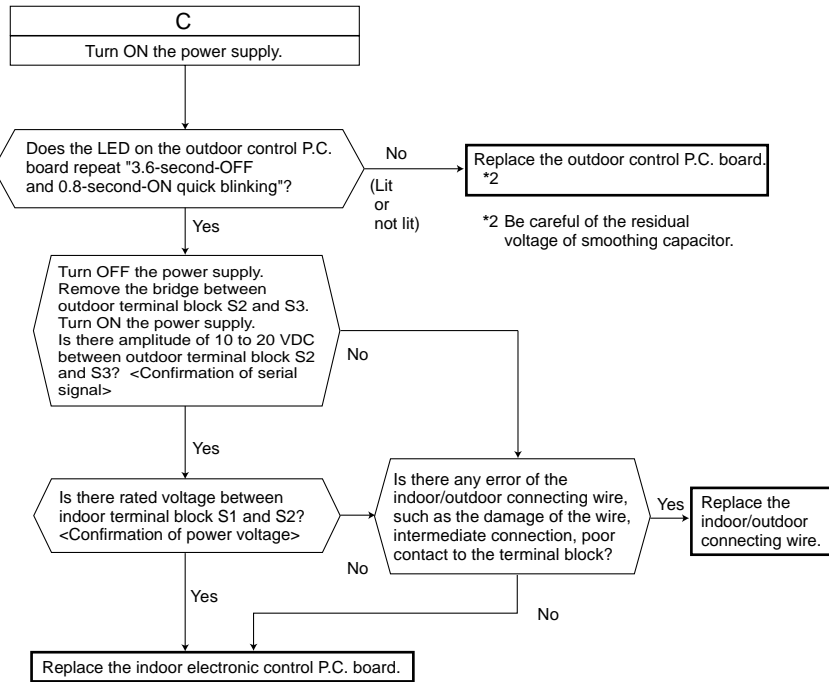 C
Turn ON the power supply.
Does the LED on the outdoor control P.C.
board repeat "3.6-second-OFF
and 0.8-second-ON quick blinking"?
No
(Lit
or
not lit)
Replace the outdoor control P.C. board.
*2
*2 Be careful of the residual
voltage of smoothing capacitor.
Yes
Turn OFF the power supply.
Remove the bridge between
outdoor terminal block S2 and S3.
Turn ON the power supply.
Is there amplitude of 10 to 20 VDC
between outdoor terminal block S2
and S3? <Confirmation of serial
signal>
No
Yes
Is there rated voltage between
indoor terminal block S1 and S2?
<Confirmation of power voltage>
No
Is there any error of the
indoor/outdoor connecting wire,
such as the damage of the wire,
intermediate connection, poor
contact to the terminal block?
Yes
Replace the
indoor/outdoor
connecting wire.
Yes
No
Replace the indoor electronic control P.C. board.